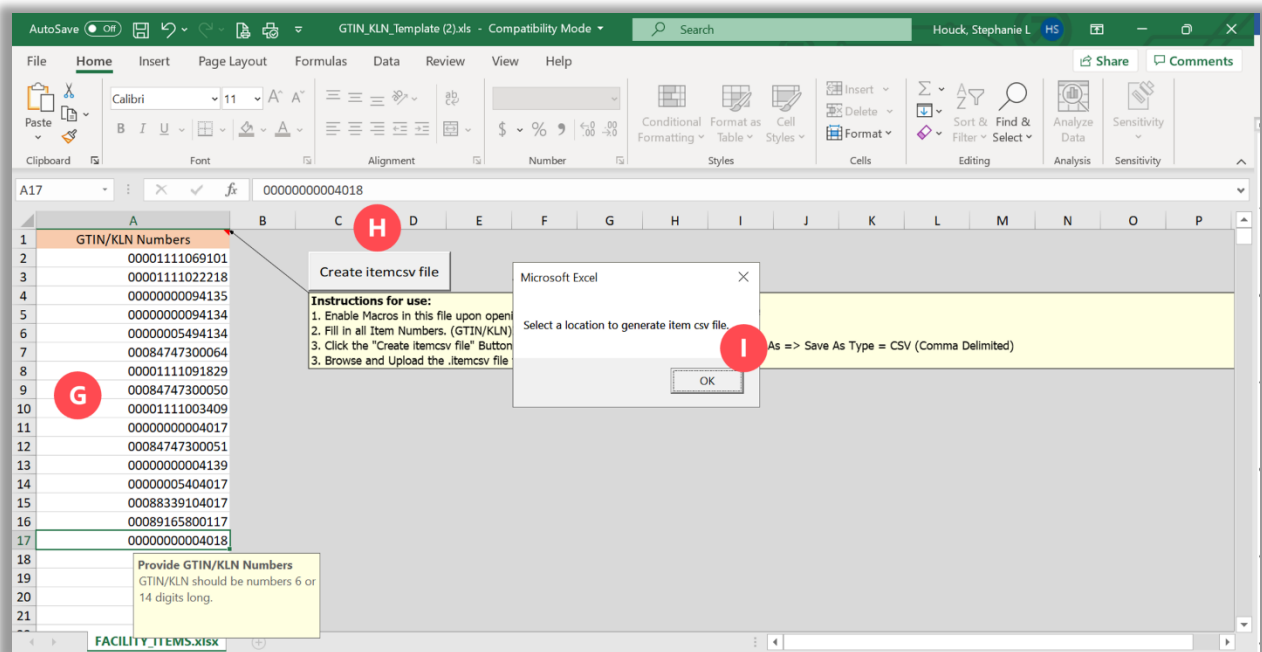 AutoSave Off GTIN_KLN_Template (2).xls - Compatibility Mode Search Houck, Stephanie L HS
File Home Insert Page Layout Formulas Data Review View Help Share Comments
Calibri 11 A^ A˅ ab Insert Σ
Paste Conditional Format as Cell Delete Sort & Find & Analyze Sensitivity
B I U A $ % 9 .00 .00 Formatting Table Styles Format Filter Select Data
Clipboard Font Alignment Number Styles Cells Editing Analysis Sensitivity
A17 fx 00000000004018
A B C D E F G H I J K L M N O P
H
1 GTIN/KLN Numbers
2 00001111069101
3 00001111022218
4 00000000094135
5 00000000094134
6 00000005494134
7 00084747300064
8 00001111091829
9 00084747300050
10 00001111003409
11 00000000004017
12 00084747300051
13 00000000004139
14 00000005404017
15 00088339104017
16 00089165800117
17 00000000004018
18
19
20
21
G
Create itemcsv file
Instructions for use:
1. Enable Macros in this file upon openi
2. Fill in all Item Numbers. (GTIN/KLN)
3. Click the "Create itemcsv file" Button As => Save As Type = CSV (Comma Delimited)
3. Browse and Upload the .itemcsv file
Microsoft Excel
Select a location to generate item csv file.
I
OK
Provide GTIN/KLN Numbers
GTIN/KLN should be numbers 6 or
14 digits long.
FACILITY_ITEMS.xlsx